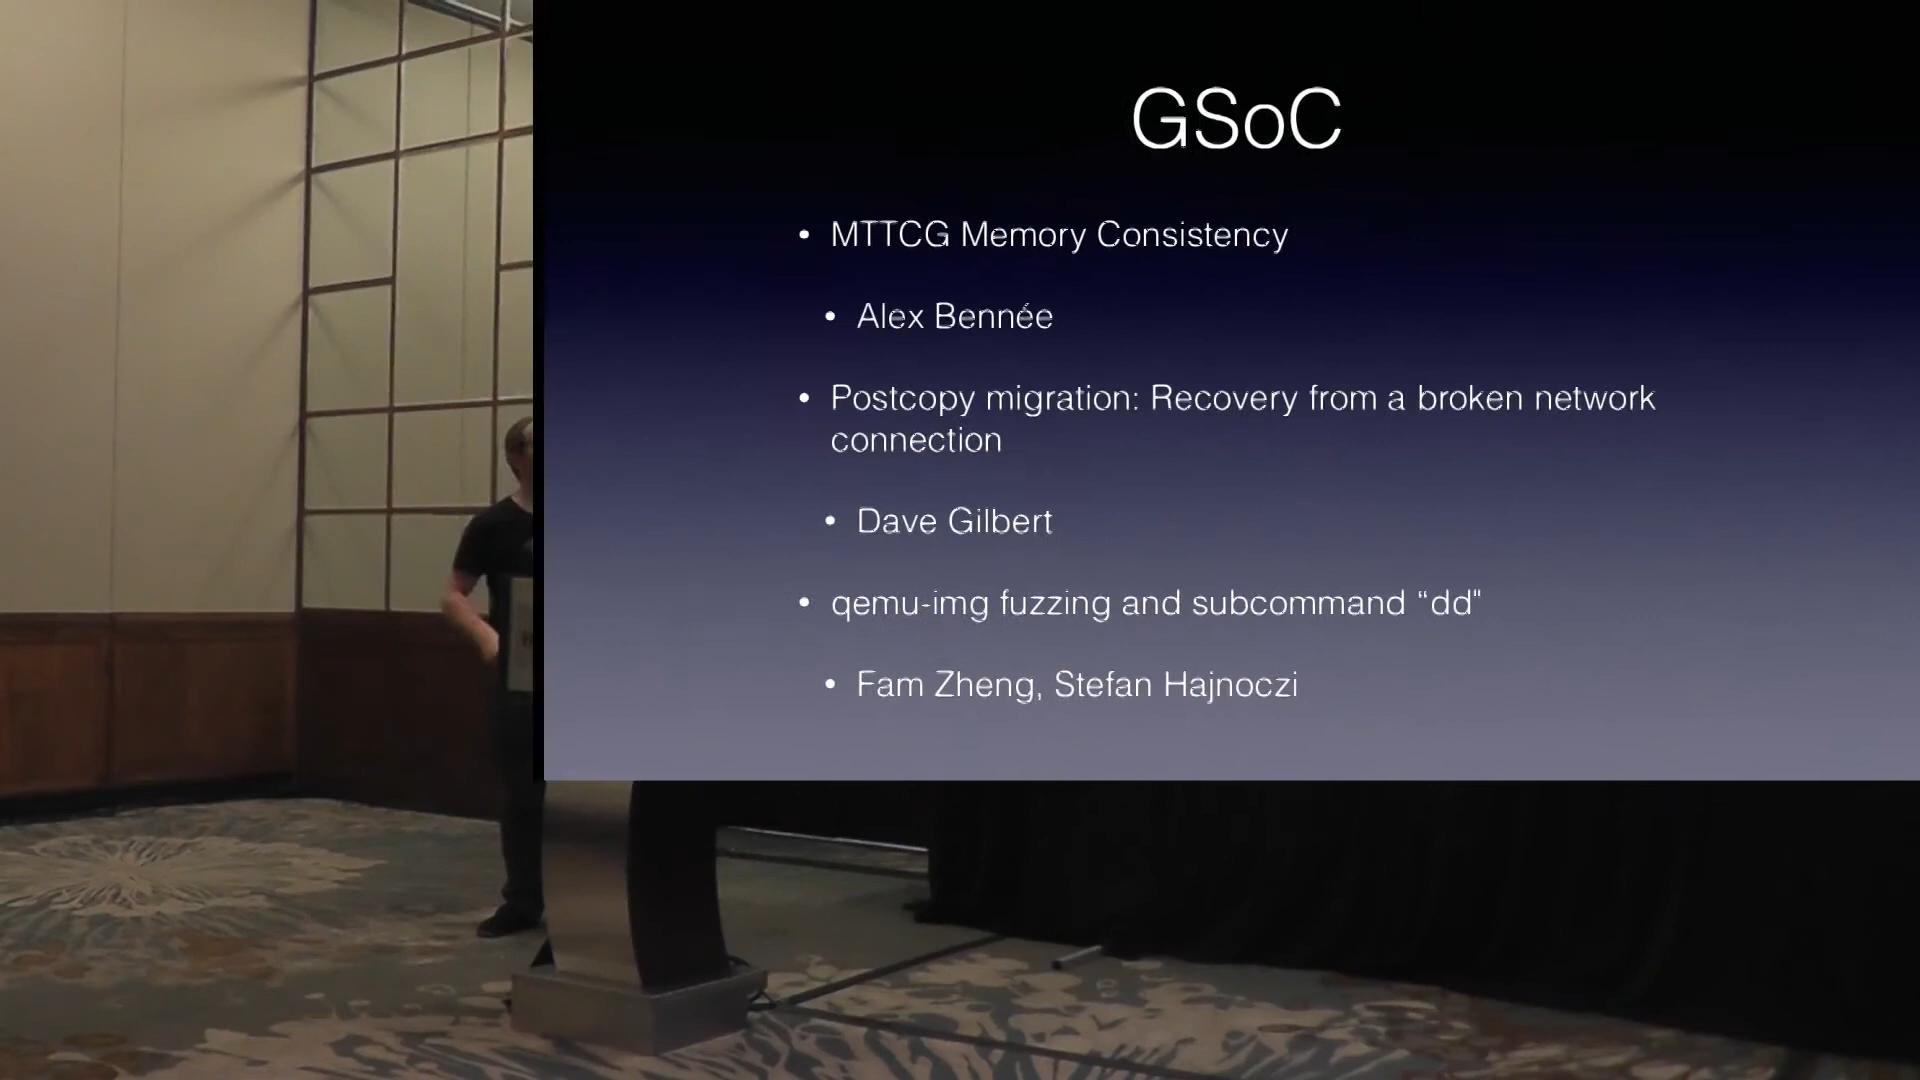 GSoC
• MTTCG Memory Consistency
• Alex Bennée
• Postcopy migration: Recovery from a broken network
connection
• Dave Gilbert
• qemu-img fuzzing and subcommand “dd"
• Fam Zheng, Stefan Hajnoczi